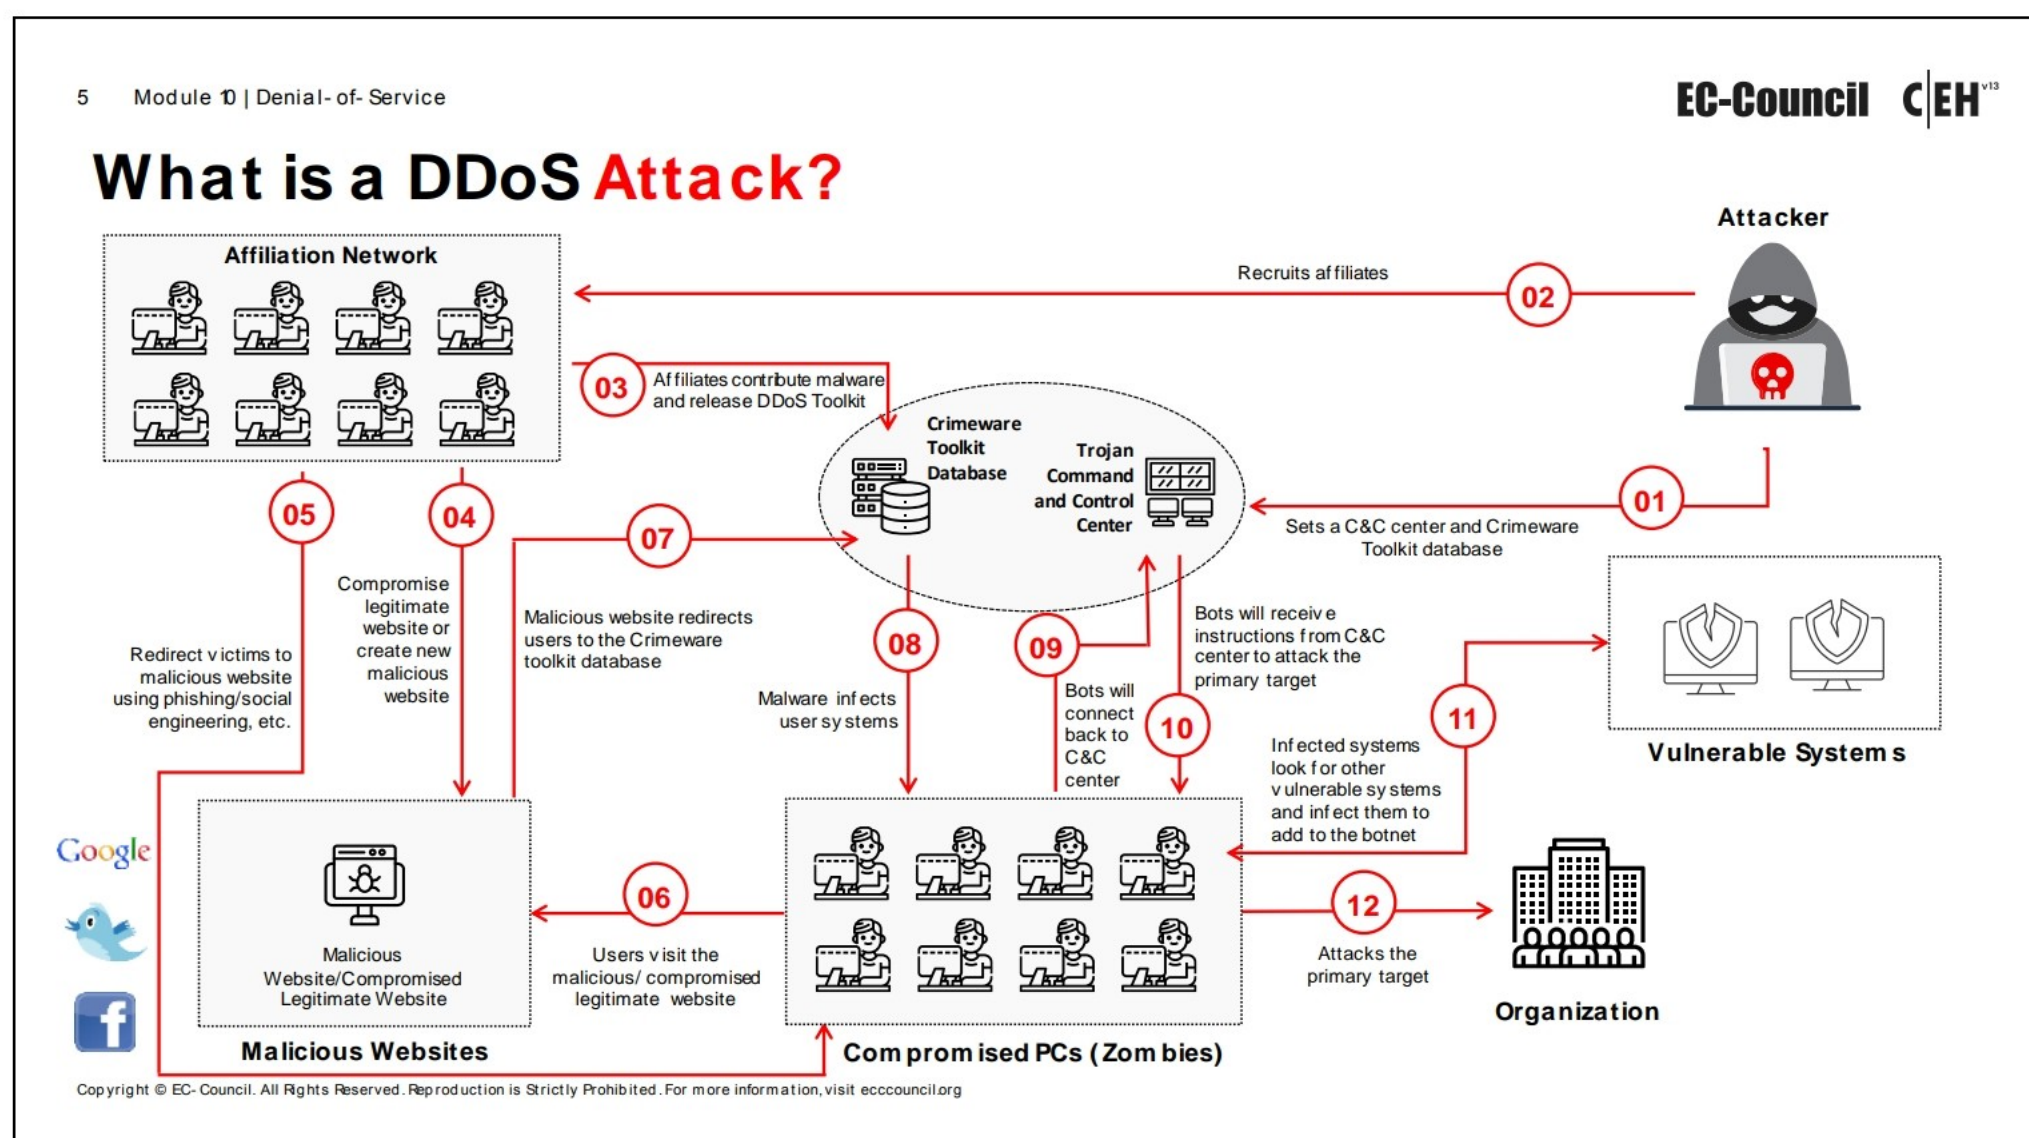 5 Module 10 | Denial-of-Service
EC-Council C|EH v13
What is a DDoS Attack?
Attacker
Affiliation Network
Recruits affiliates
02
03
Affiliates contribute malware
and release DDoS Toolkit
Crimeware
Toolkit
Database
Trojan
Command
and Control
Center
01
Sets a C&C center and Crimeware
Toolkit database
05
04
07
Compromise
legitimate
website or
create new
malicious
website
Redirect victims to
malicious website
using phishing/social
engineering, etc.
Malicious website redirects
users to the Crimeware
toolkit database
08
Malware infects
user systems
09
Bots will
connect
back to
C&C
center
Bots will receive
instructions from C&C
center to attack the
primary target
10
11
Infected systems
look for other
vulnerable systems
and infect them to
add to the botnet
Vulnerable Systems
Google
f
Malicious
Website/Compromised
Legitimate Website
Malicious Websites
06
Users visit the
malicious/ compromised
legitimate website
Compromised PCs (Zombies)
12
Attacks the
primary target
Organization
Copyright © EC-Council. All Rights Reserved. Reproduction is Strictly Prohibited. For more information, visit ecccouncil.org